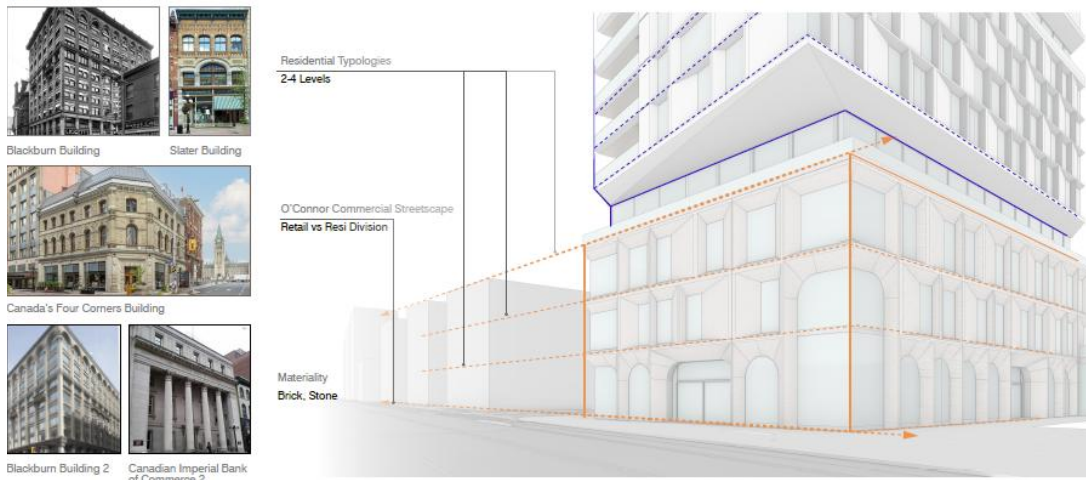 Blackburn Building
Slater Building
Canada's Four Corners Building
Blackburn Building 2
Canadian Imperial Bank
of Commerce 2
Residential Typologies
2-4 Levels
O'Connor Commercial Streetscape
Retail vs Resi Division
Materiality
Brick, Stone